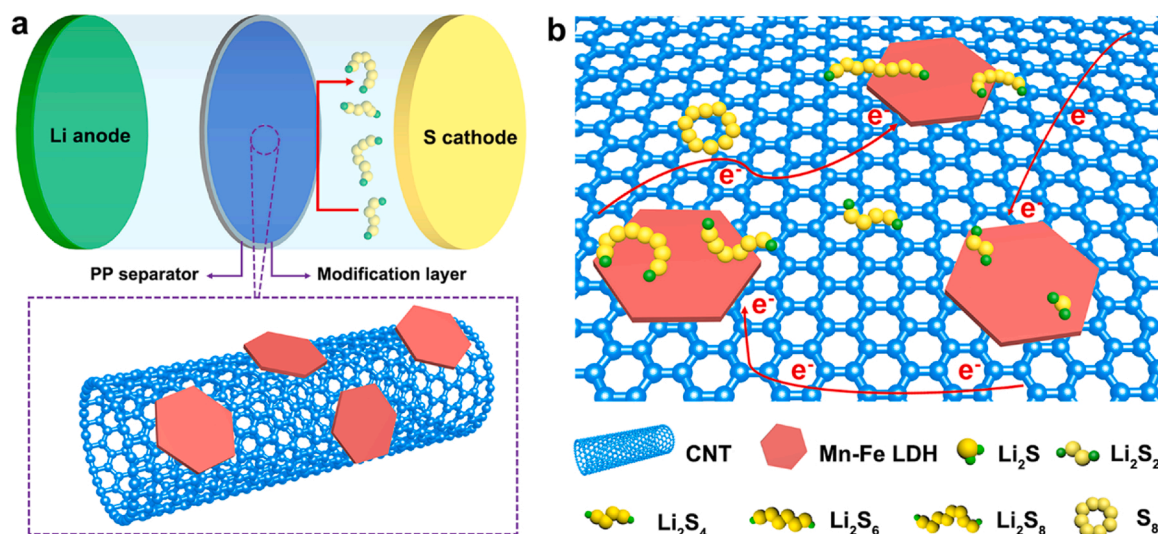 a
Li anode
S cathode
PP separator
Modification layer
b
e-
e-
e-
e-
e-
e-
e-
CNT
Mn-Fe LDH
Li₂S
Li₂S₂
Li₂S₄
Li₂S₆
Li₂S₈
S₈